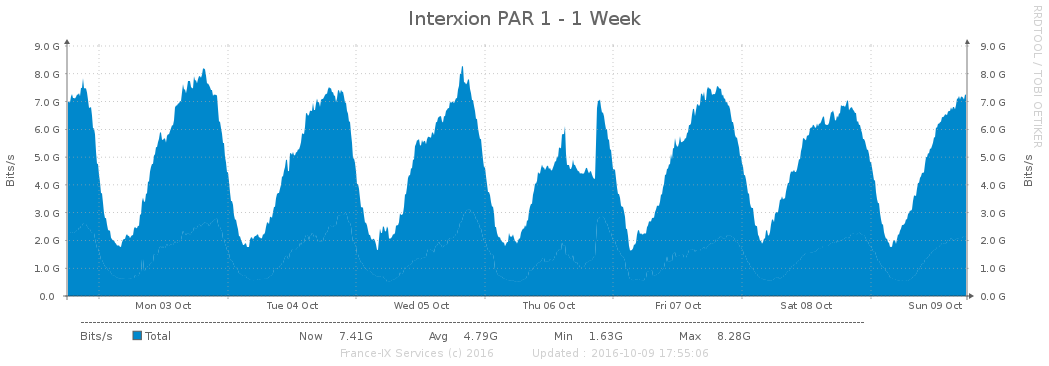 Interxion PAR 1 - 1 Week
RRDTOOL / TOBI OETIKER
9.0 G 9.0 G
8.0 G 8.0 G
7.0 G 7.0 G
6.0 G 6.0 G
5.0 G 5.0 G
4.0 G 4.0 G
3.0 G 3.0 G
2.0 G 2.0 G
1.0 G 1.0 G
0.0 0.0 G
Bits/s Bits/s
Mon 03 Oct Tue 04 Oct Wed 05 Oct Thu 06 Oct Fri 07 Oct Sat 08 Oct Sun 09 Oct
Bits/s Total Now 7.41G Avg 4.79G Min 1.63G Max 8.28G
France-IX Services (c) 2016 Updated : 2016-10-09 17:55:06